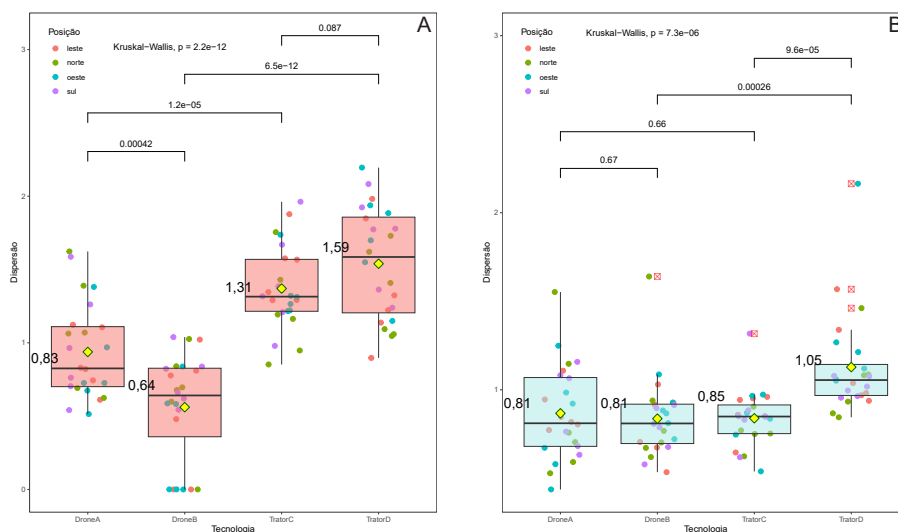 A
3
Posição
leste
norte
oeste
sul
Kruskal−Wallis, p = 2.2e−12
0.087
6.5e−12
1.2e−05
0.00042
2
1
0
Dispersão
0,83
0,64
1,31
1,59
DroneA
DroneB
TratorC
TratorD
Tecnologia
B
3
Posição
leste
norte
oeste
sul
Kruskal−Wallis, p = 7.3e−06
9.6e−05
0.00026
0.66
0.67
2
1
Dispersão
0,81
0,81
0,85
1,05
DroneA
DroneB
TratorC
TratorD
Tecnologia